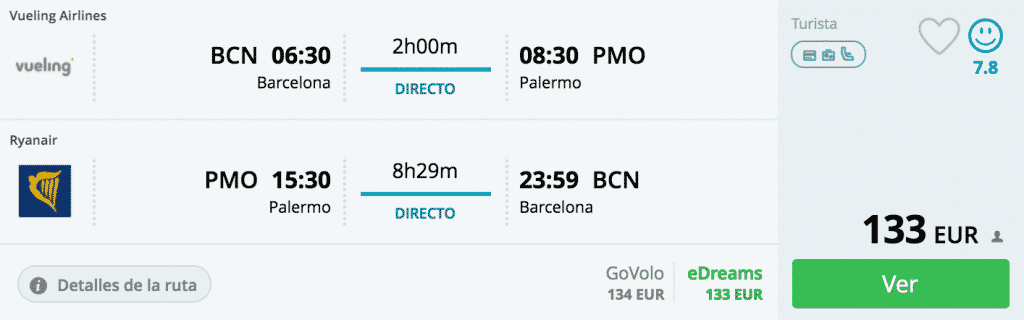 Vueling Airlines
vueling
BCN 06:30
Barcelona
2h00m
DIRECTO
08:30 PMO
Palermo
Ryanair
PMO 15:30
Palermo
8h29m
DIRECTO
23:59 BCN
Barcelona
Detalles de la ruta
GoVolo
134 EUR
eDreams
133 EUR
Turista
7.8
133 EUR
Ver